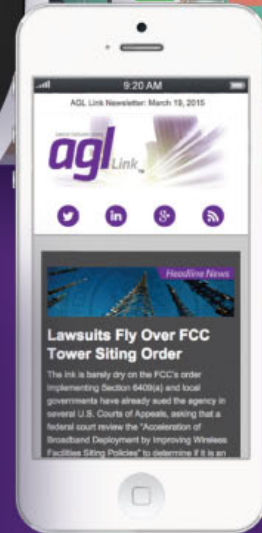 9:20 AM
AGL Link Newsletter: March 19, 2015
agl Link™
in
g+
Headline News
Lawsuits Fly Over FCC
Tower Siting Order
The ink is barely dry on the FCC's order
implementing Section 6409(a) and local
governments have already sued the agency in
several U.S. Courts of Appeals, asking that a
federal court review the "Acceleration of
Broadband Deployment by Improving Wireless
Facilities Siting Policies" to determine if it is an